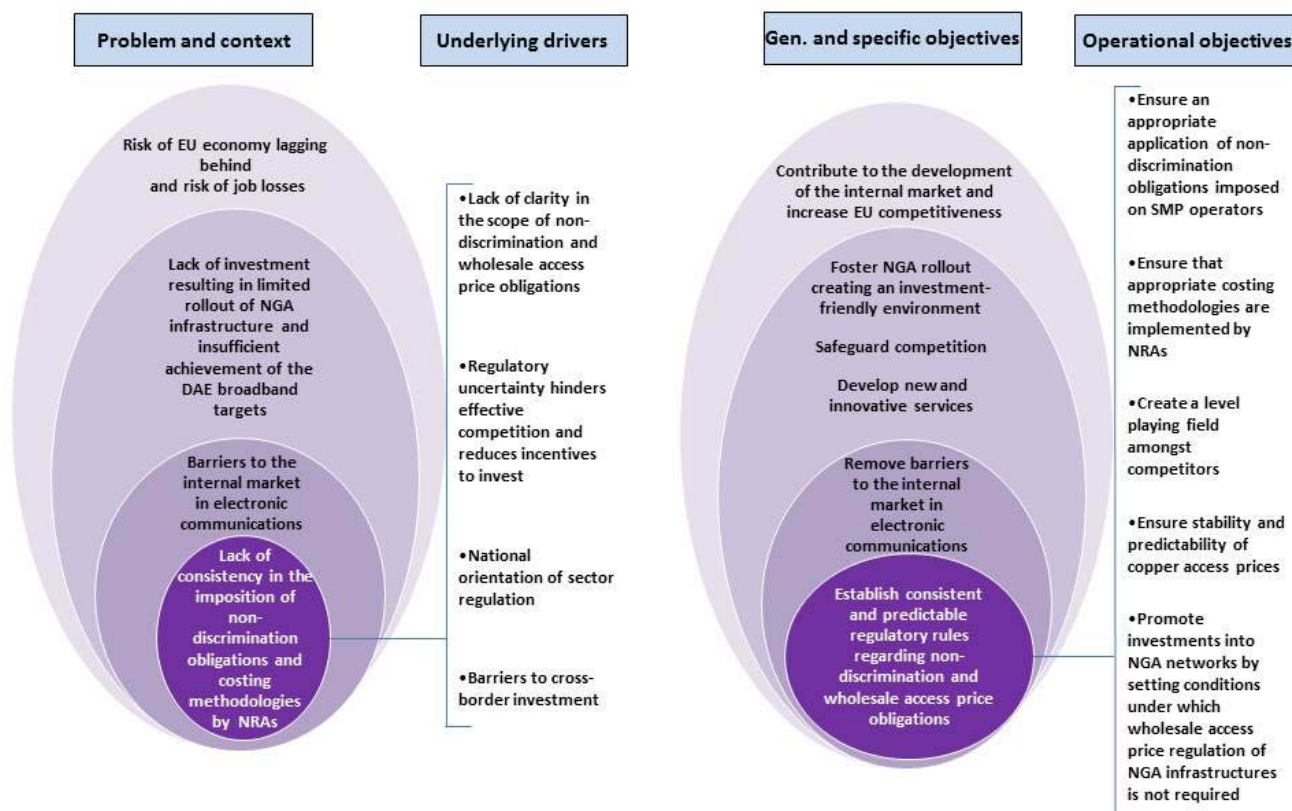 Problem and context
Risk of EU economy lagging
behind
and risk of job losses
Lack of investment
resulting in limited
rollout of NGA
infrastructure and
insufficient
achievement of the
DAE broadband
targets
Barriers to the
internal market
in electronic
communications
Lack of
consistency in the
imposition of
non-
discrimination
obligations and
costing
methodologies
by NRAs
Underlying drivers
•Lack of clarity in
the scope of non-
discrimination and
wholesale access
price obligations
•Regulatory
uncertainty hinders
effective
competition and
reduces incentives
to invest
•National
orientation of sector
regulation
•Barriers to cross-
border investment
Gen. and specific objectives
Contribute to the development
of the internal market and
increase EU competitiveness
Foster NGA rollout
creating an investment-
friendly environment
Safeguard competition
Develop new and
innovative services
Remove barriers
to the internal
market in
electronic
communications
Establish consistent
and predictable
regulatory rules
regarding non-
discrimination and
wholesale access price
obligations
Operational objectives
•Ensure an
appropriate
application of non-
discrimination
obligations imposed
on SMP operators
•Ensure that
appropriate costing
methodologies are
implemented by
NRAs
•Create a level
playing field
amongst
competitors
•Ensure stability and
predictability of
copper access prices
•Promote
investments into
NGA networks by
setting conditions
under which
wholesale access
price regulation of
NGA infrastructures
is not required